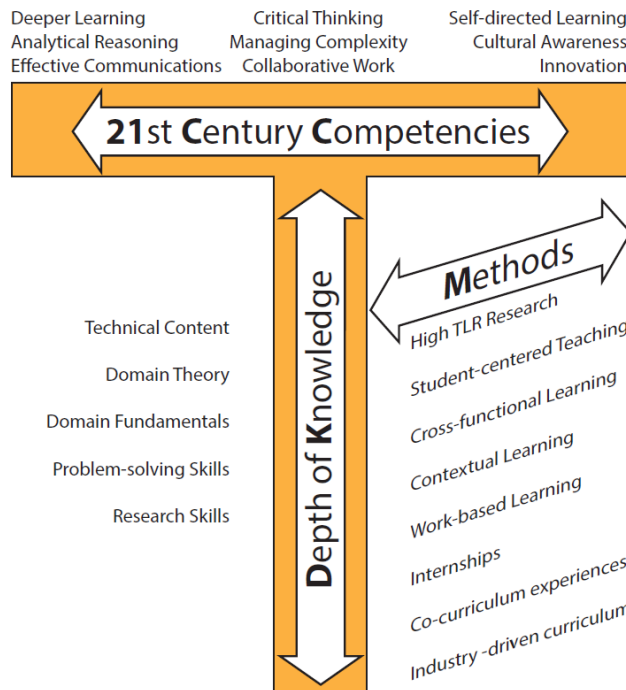 Deeper Learning
Analytical Reasoning
Effective Communications
Critical Thinking
Managing Complexity
Collaborative Work
Self-directed Learning
Cultural Awareness
Innovation
21st Century Competencies
Depth of Knowledge
Technical Content
Domain Theory
Domain Fundamentals
Problem-solving Skills
Research Skills
Methods
High TLR Research
Student-centered Teaching
Cross-functional Learning
Contextual Learning
Work-based Learning
Internships
Co-curriculum experiences
Industry -driven curriculum